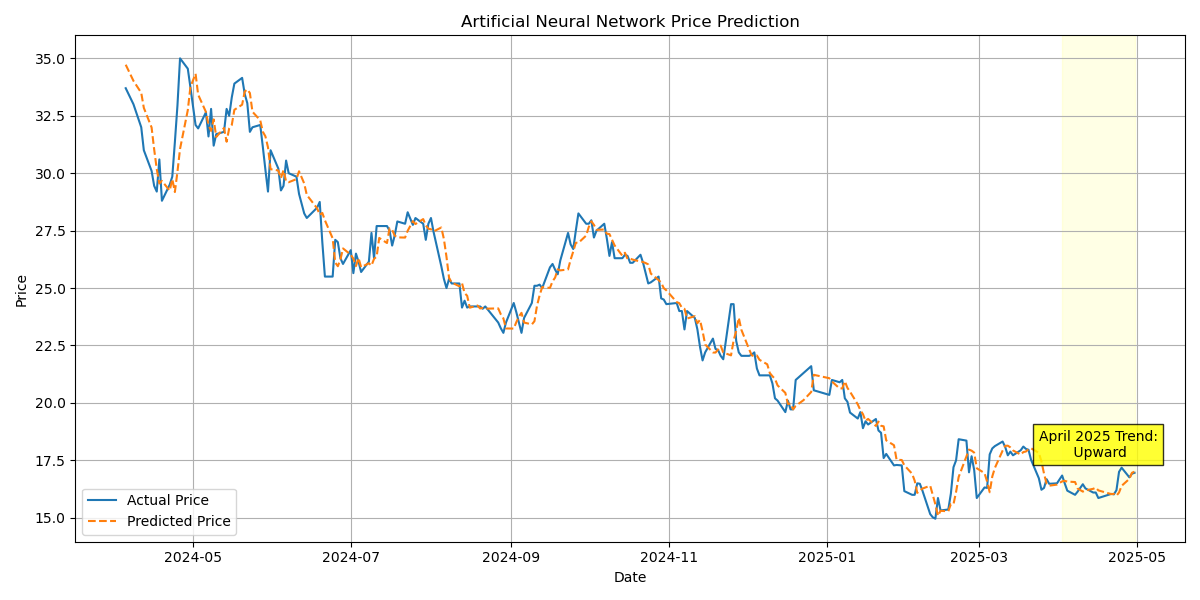 Artificial Neural Network Price Prediction
Price
35.0
32.5
30.0
27.5
25.0
22.5
20.0
17.5
15.0
April 2025 Trend:
Upward
Actual Price
Predicted Price
2024-05
2024-07
2024-09
2024-11
2025-01
2025-03
2025-05
Date